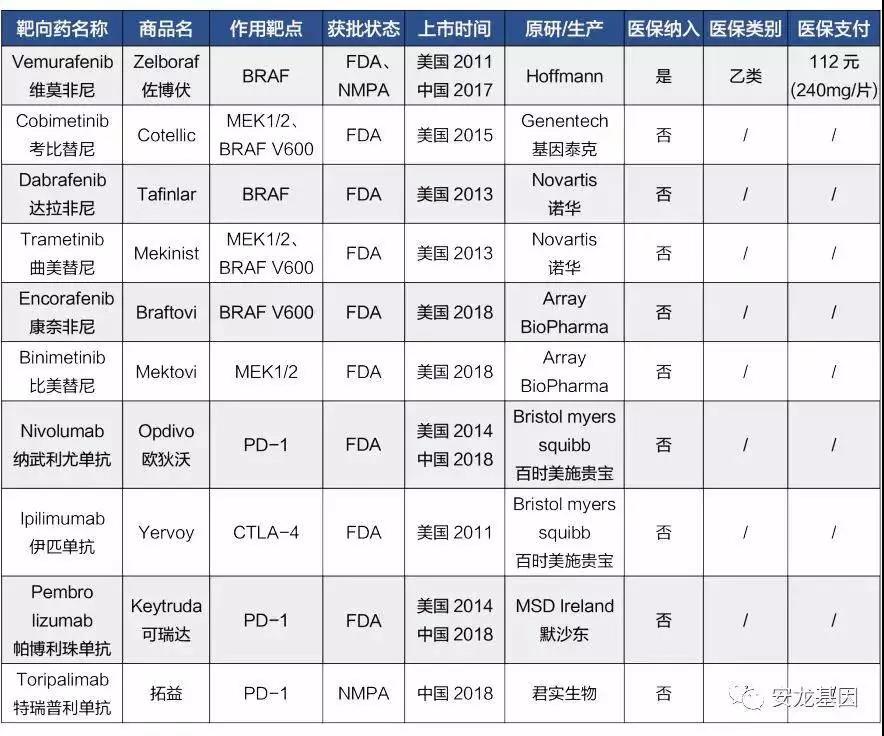 靶向药名称 商品名 作用靶点 获批状态 上市时间 原研/生产 医保纳入 医保类别 医保支付
Vemurafenib 维莫非尼 Zelboraf 佐博伏 BRAF FDA、NMPA 美国 2011 中国 2017 Hoffmann 是 乙类 112 元 (240mg/片)
Cobimetinib 考比替尼 Cotellic MEK1/2、BRAF V600 FDA 美国 2015 Genentech 基因泰克 否 / /
Dabrafenib 达拉非尼 Tafinlar BRAF FDA 美国 2013 Novartis 诺华 否 / /
Trametinib 曲美替尼 Mekinist MEK1/2、BRAF V600 FDA 美国 2013 Novartis 诺华 否 / /
Encorafenib 康奈非尼 Braftovi BRAF V600 FDA 美国 2018 Array BioPharma 否 / /
Binimetinib 比美替尼 Mektovi MEK1/2 FDA 美国 2018 Array BioPharma 否 / /
Nivolumab 纳武利尤单抗 Opdivo 欧狄沃 PD-1 FDA 美国 2014 中国 2018 Bristol myers squibb 百时美施贵宝 否 / /
Ipilimumab 伊匹单抗 Yervoy CTLA-4 FDA 美国 2011 Bristol myers squibb 百时美施贵宝 否 / /
Pembro lizumab 帕博利珠单抗 Keytruda 可瑞达 PD-1 FDA 美国 2014 中国 2018 MSD Ireland 默沙东 否 / /
Toripalimab 特瑞普利单抗 拓益 PD-1 NMPA 中国 2018 君实生物 否 / /
安龙基因